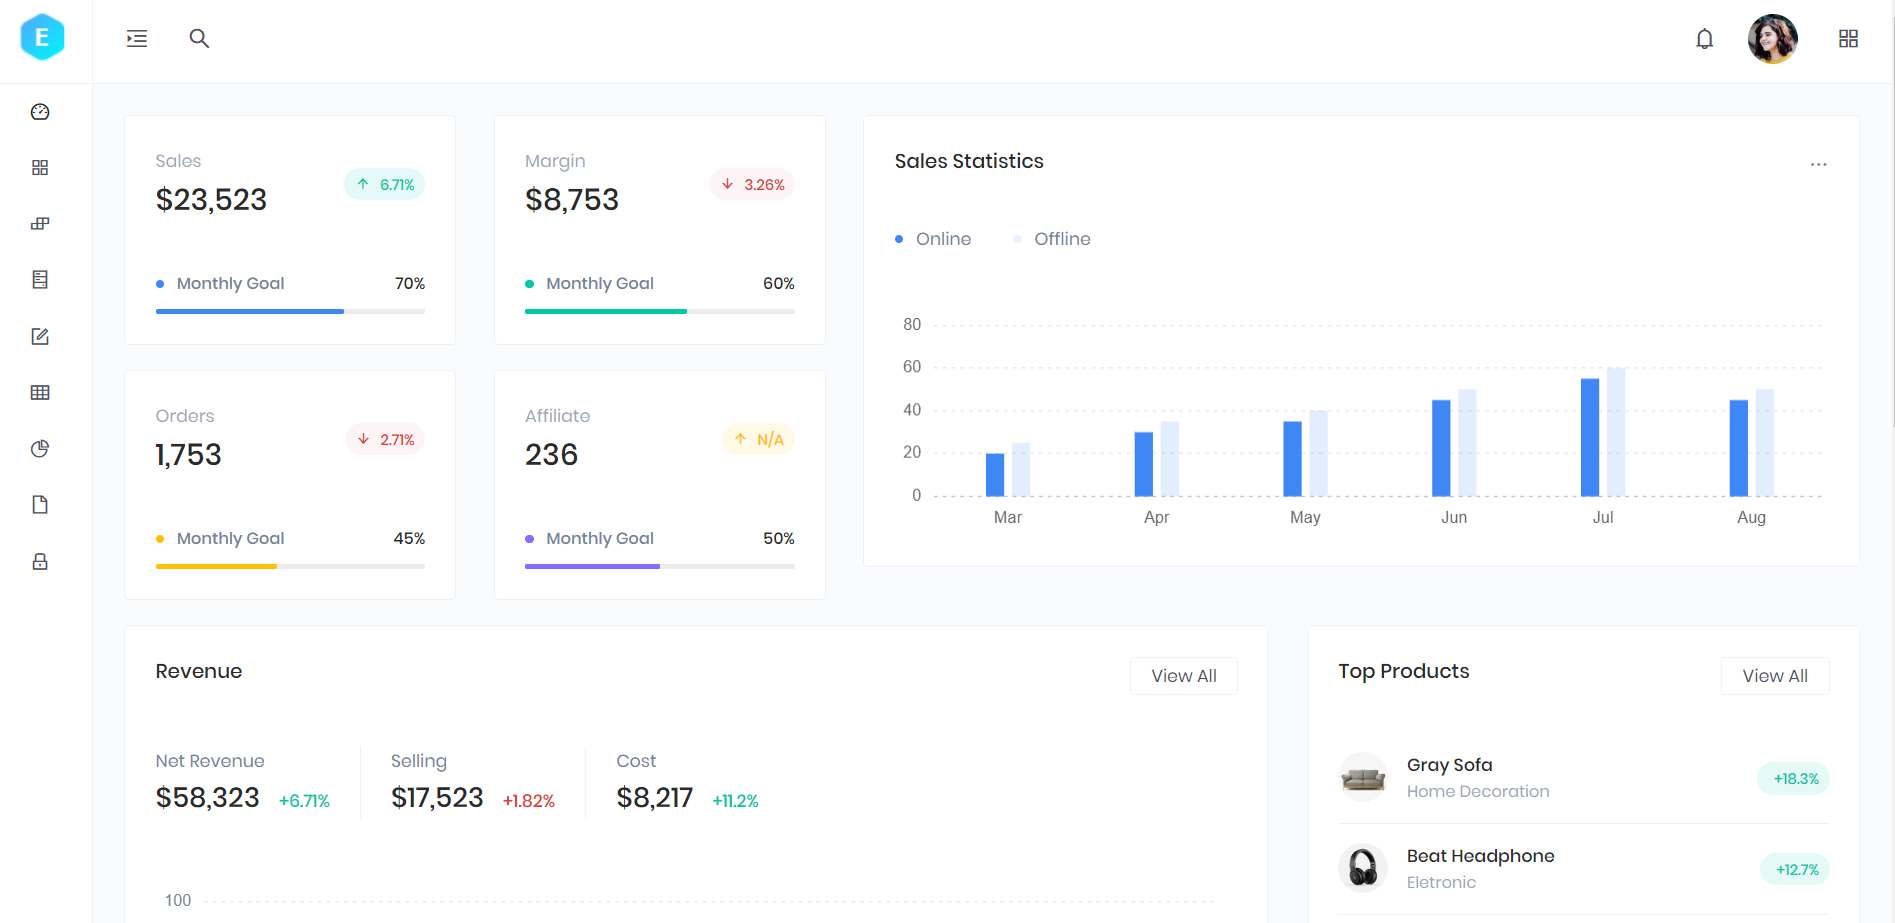 E
Sales
$23,523
6.71%
Monthly Goal 70%
Margin
$8,753
3.26%
Monthly Goal 60%
Sales Statistics
Online Offline
80
60
40
20
0
Mar Apr May Jun Jul Aug
Orders
1,753
2.71%
Monthly Goal 45%
Affiliate
236
N/A
Monthly Goal 50%
Revenue
View All
Net Revenue
$58,323 +6.71%
Selling
$17,523 +1.82%
Cost
$8,217 +11.2%
100
Top Products
View All
Gray Sofa
Home Decoration
+18.3%
Beat Headphone
Eletronic
+12.7%